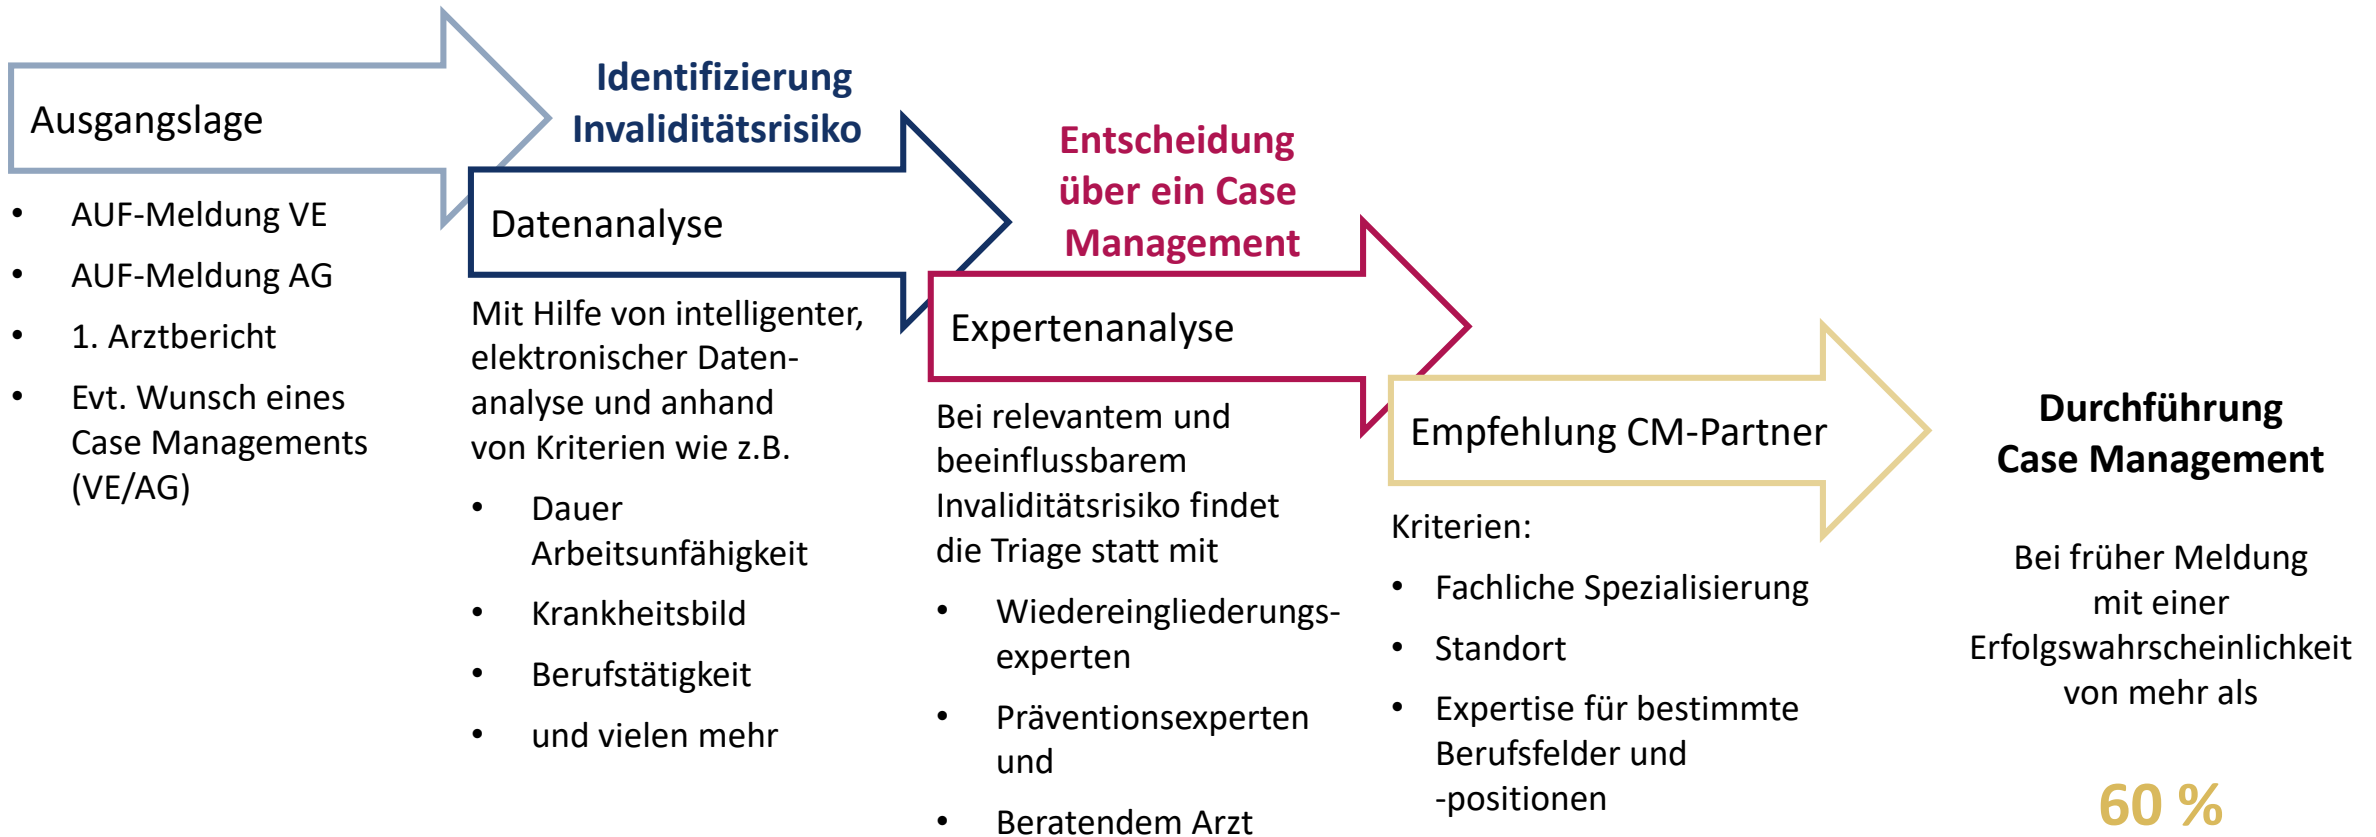 Ausgangslage
• AUF-Meldung VE
• AUF-Meldung AG
• 1. Arztbericht
• Evt. Wunsch eines
Case Managements
(VE/AG)
Identifizierung
Invaliditätsrisiko
Datenanalyse
Mit Hilfe von intelligenter,
elektronischer Daten-
analyse und anhand
von Kriterien wie z.B.
• Dauer
Arbeitsunfähigkeit
• Krankheitsbild
• Berufstätigkeit
• und vielen mehr
Entscheidung
über ein Case
Management
Expertenanalyse
Bei relevantem und
beeinflussbarem
Invaliditätsrisiko findet
die Triage statt mit
• Wiedereingliederungs-
experten
• Präventionsexperten
und
• Beratendem Arzt
Empfehlung CM-Partner
Kriterien:
• Fachliche Spezialisierung
• Standort
• Expertise für bestimmte
Berufsfelder und
-positionen
Durchführung
Case Management
Bei früher Meldung
mit einer
Erfolgswahrscheinlichkeit
von mehr als
60 %